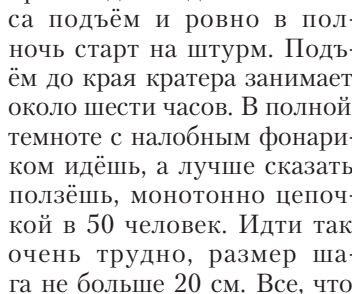 са подъём и ровно в пол-
ночь старт на штурм. Подъ-
ём до края кратера занимает
около шести часов. В полной
темноте с налобным фонари-
ком идёшь, а лучше сказать
ползёшь, монотонно цепоч-
кой в 50 человек. Идти так
очень трудно, размер ша-
га не больше 20 см. Все, что